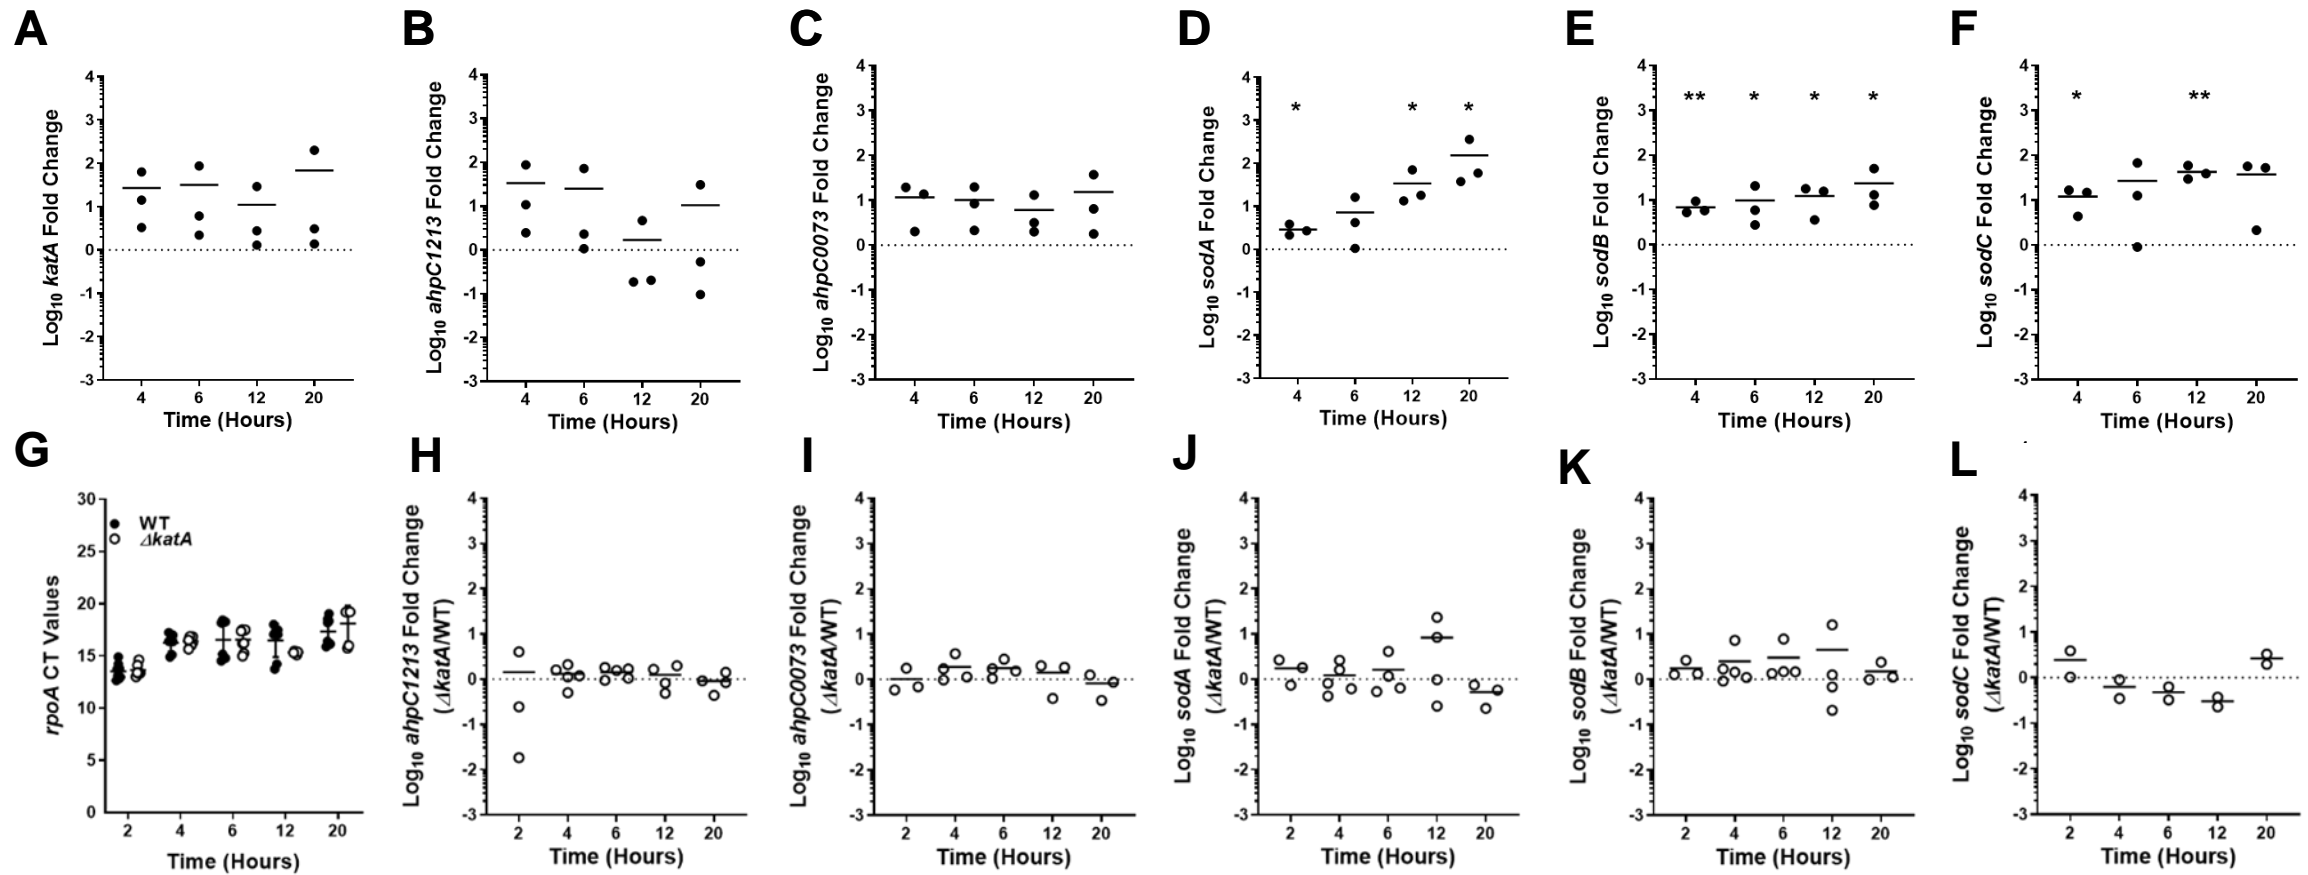 A
Log10 katA Fold Change
4
3
2
1
0
-1
-2
-3
4 6 12 20
Time (Hours)
B
Log10 ahpC1213 Fold Change
4
3
2
1
0
-1
-2
-3
4 6 12 20
Time (Hours)
C
Log10 ahpC0073 Fold Change
4
3
2
1
0
-1
-2
-3
4 6 12 20
Time (Hours)
D
Log10 sodA Fold Change
4
3
2
1
0
-1
-2
-3
* * *
4 6 12 20
Time (Hours)
E
Log10 sodB Fold Change
4
3
2
1
0
-1
-2
-3
** * * *
4 6 12 20
Time (Hours)
F
Log10 sodC Fold Change
4
3
2
1
0
-1
-2
-3
* **
4 6 12 20
Time (Hours)
G
rpoA CT Values
30
25
20
15
10
5
0
WT
ΔkatA
2 4 6 12 20
Time (Hours)
H
Log10 ahpC1213 Fold Change
(ΔkatA/WT)
4
3
2
1
0
-1
-2
-3
2 4 6 12 20
Time (Hours)
I
Log10 ahpC0073 Fold Change
(ΔkatA/WT)
4
3
2
1
0
-1
-2
-3
2 4 6 12 20
Time (Hours)
J
Log10 sodA Fold Change
(ΔkatA/WT)
4
3
2
1
0
-1
-2
-3
2 4 6 12 20
Time (Hours)
K
Log10 sodB Fold Change
(ΔkatA/WT)
4
3
2
1
0
-1
-2
-3
2 4 6 12 20
Time (Hours)
L
Log10 sodC Fold Change
(ΔkatA/WT)
4
3
2
1
0
-1
-2
-3
2 4 6 12 20
Time (Hours)